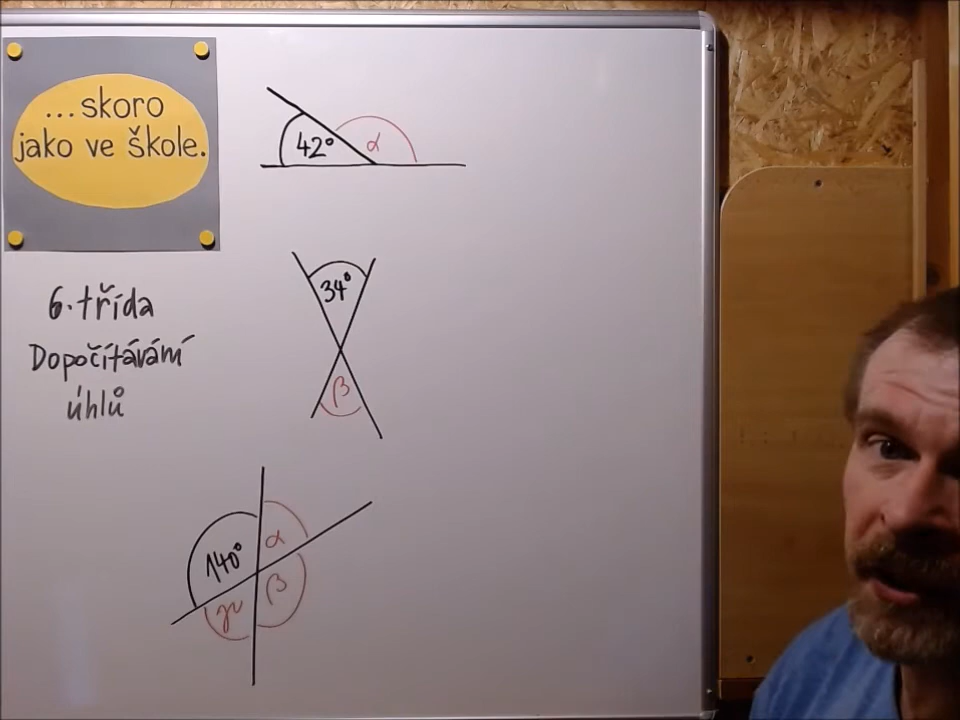 ...skoro
jako ve škole.
6. třída
Dopočítávání
úhlů
42° α
34°
β
140° α
γ β